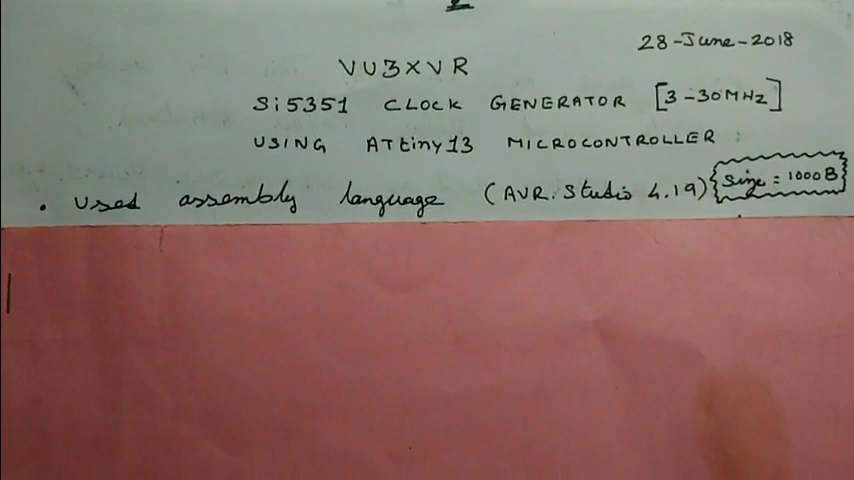 28-June-2018
VU3XVR
Si5351 CLOCK GENERATOR [3-30MHz]
USING ATtiny13 MICROCONTROLLER
• Used assembly language (AVR. Studio 4.19) {Size = 1000B}